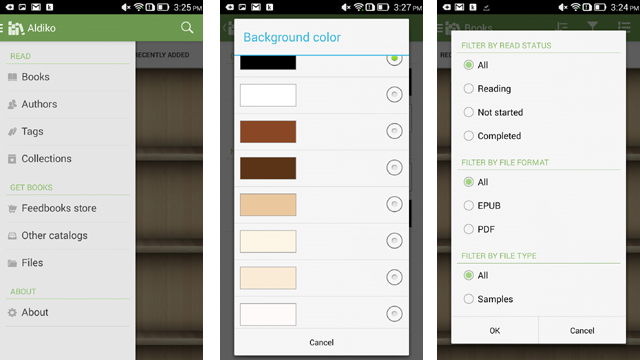 3:25 PM
Aldiko
RECENTLY ADDED
READ
Books
Authors
Tags
Collections
GET BOOKS
Feedbooks store
Other catalogs
Files
ABOUT
About
3:27 PM
Background color
Cancel
3:24 PM
Books
FILTER BY READ STATUS
All
Reading
Not started
Completed
FILTER BY FILE FORMAT
All
EPUB
PDF
FILTER BY FILE TYPE
All
Samples
OK
Cancel